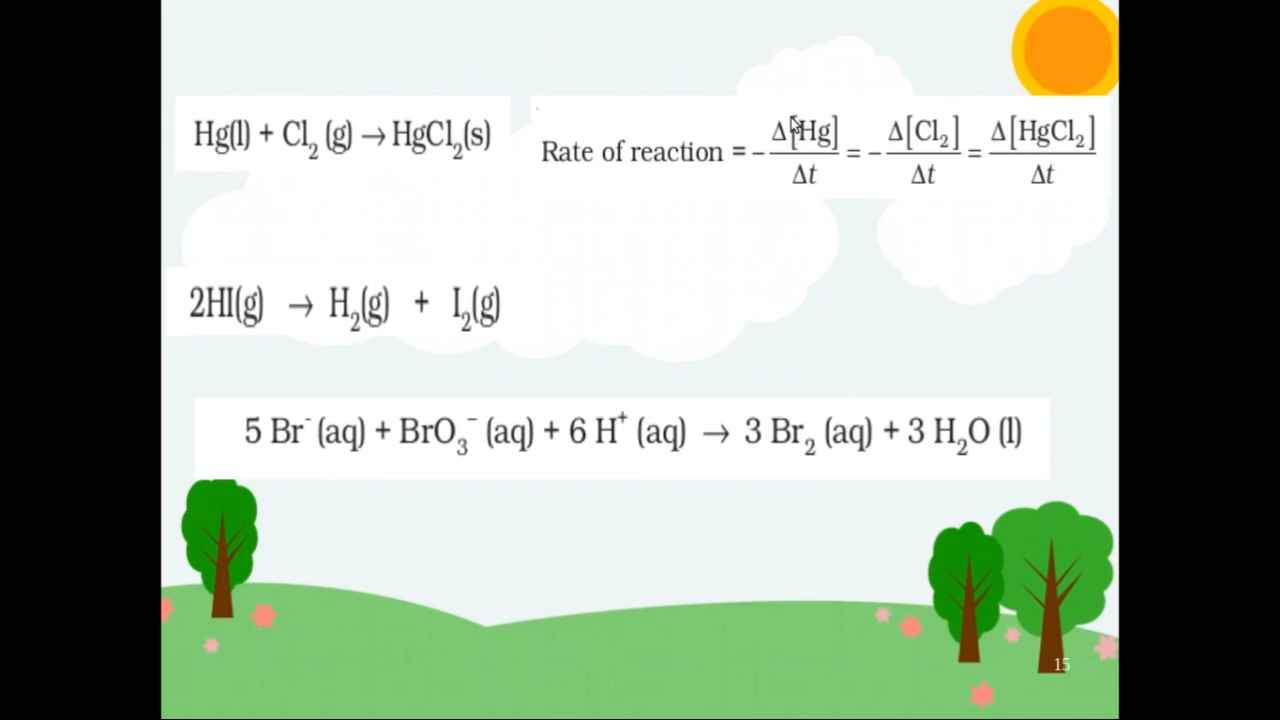 Hg(l) + Cl₂ (g) → HgCl₂(s)
Rate of reaction = − Δ[Hg]/Δt = − Δ[Cl₂]/Δt = Δ[HgCl₂]/Δt
2HI(g) → H₂(g) + I₂(g)
5 Br⁻ (aq) + BrO₃⁻ (aq) + 6 H⁺ (aq) → 3 Br₂ (aq) + 3 H₂O (l)
15